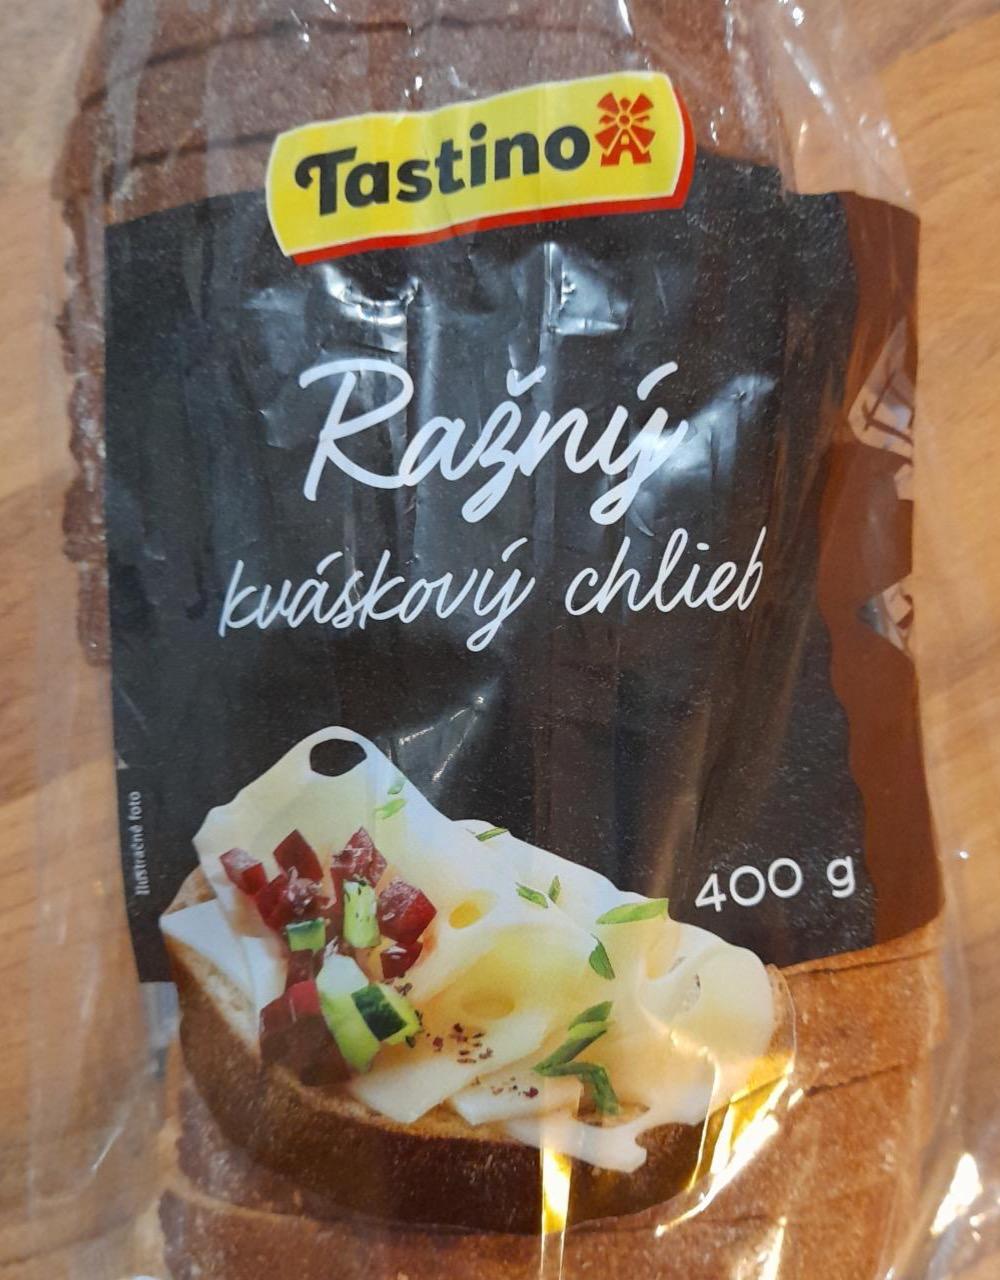 Tastino
Ražný
kváskový chlieb
400 g
Ilustračné foto